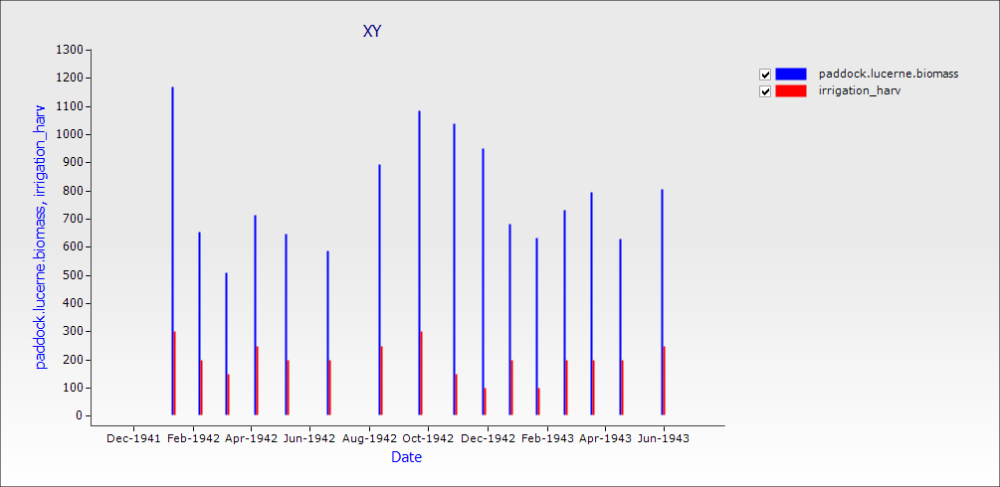 XY
1300
1200
1100
1000
900
800
700
600
500
400
300
200
100
0
paddock.lucerne.biomass, irrigation_harv
Dec-1941 Feb-1942 Apr-1942 Jun-1942 Aug-1942 Oct-1942 Dec-1942 Feb-1943 Apr-1943 Jun-1943
Date
paddock.lucerne.biomass
irrigation_harv